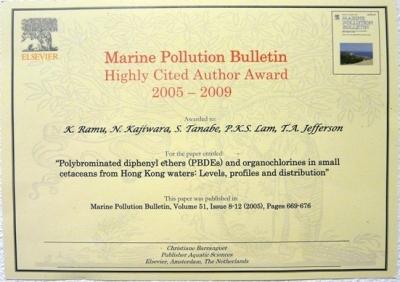 ELSEVIER
MARINE
POLLUTION
BULLETIN
Marine Pollution Bulletin
Highly Cited Author Award
2005 – 2009
Awarded to:
K. Ramu, N. Kajiwara, S. Tanabe, P.K.S. Lam, T.A. Jefferson
For the paper entitled:
"Polybrominated diphenyl ethers (PBDEs) and organochlorines in small
cetaceans from Hong Kong waters: Levels, profiles and distribution"
This paper was published in:
Marine Pollution Bulletin, Volume 51, Issue 8-12 (2005), Pages 669-676
Christiane Barranguet
Publisher Aquatic Sciences
Elsevier, Amsterdam, The Netherlands